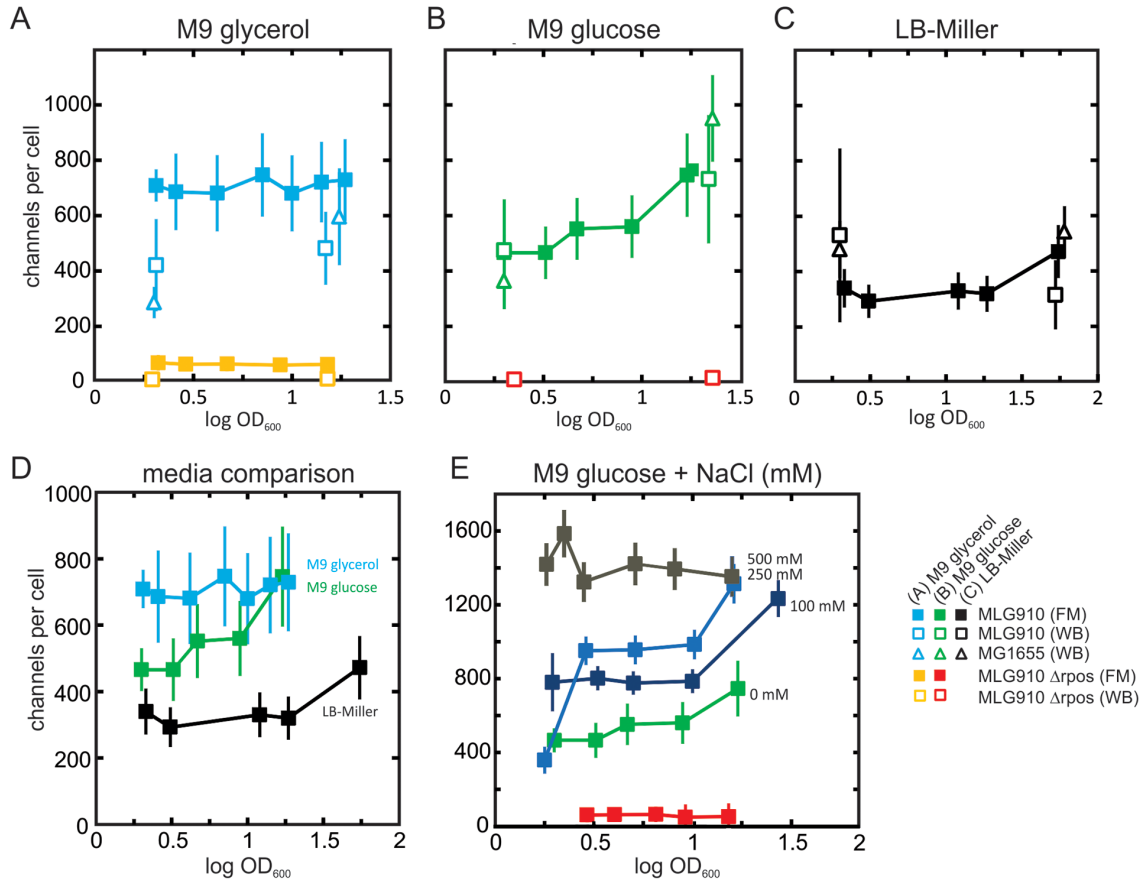 A
M9 glycerol
B
M9 glucose
C
LB-Miller
channels per cell
1000
800
600
400
200
0
0.5
1
1.5
log OD600
0
0.5
1
1.5
log OD600
0
0.5
1
1.5
2
log OD600
D
media comparison
E
M9 glucose + NaCl (mM)
channels per cell
1000
800
600
400
200
0
M9 glycerol
M9 glucose
LB-Miller
0
0.5
1
1.5
2
log OD600
1600
1200
800
400
0
500 mM
250 mM
100 mM
0 mM
0
0.5
1
1.5
2
log OD600
(A) M9 glycerol
(B) M9 glucose
(C) LB-Miller
MLG910 (FM)
MLG910 (WB)
MG1655 (WB)
MLG910 Δrpos (FM)
MLG910 Δrpos (WB)